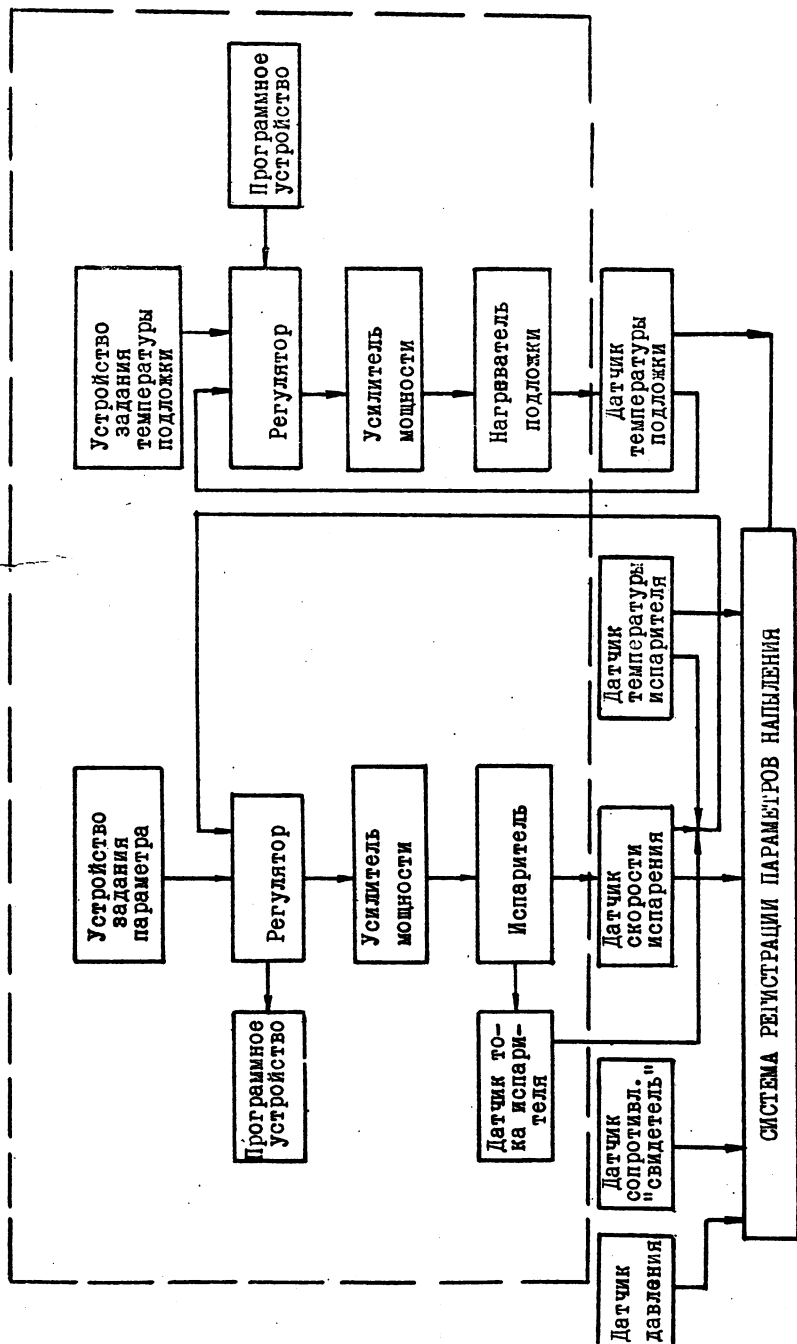 Программное
устройство
Устройство
задания
температуры
подложки
Регулятор
Усилитель
мощности
Нагреватель
подложки
Датчик
температуры
подложки
Устройство
задания
параметра
Регулятор
Усилитель
мощности
Испаритель
Датчик
скорости
испарения
Датчик
температуры
испарителя
Программное
устройство
Датчик то-
ка испари-
теля
Датчик
сопротивл.
"свидетель"
Датчик
давления
СИСТЕМА РЕГИСТРАЦИИ ПАРАМЕТРОВ НАПЫЛЕНИЯ